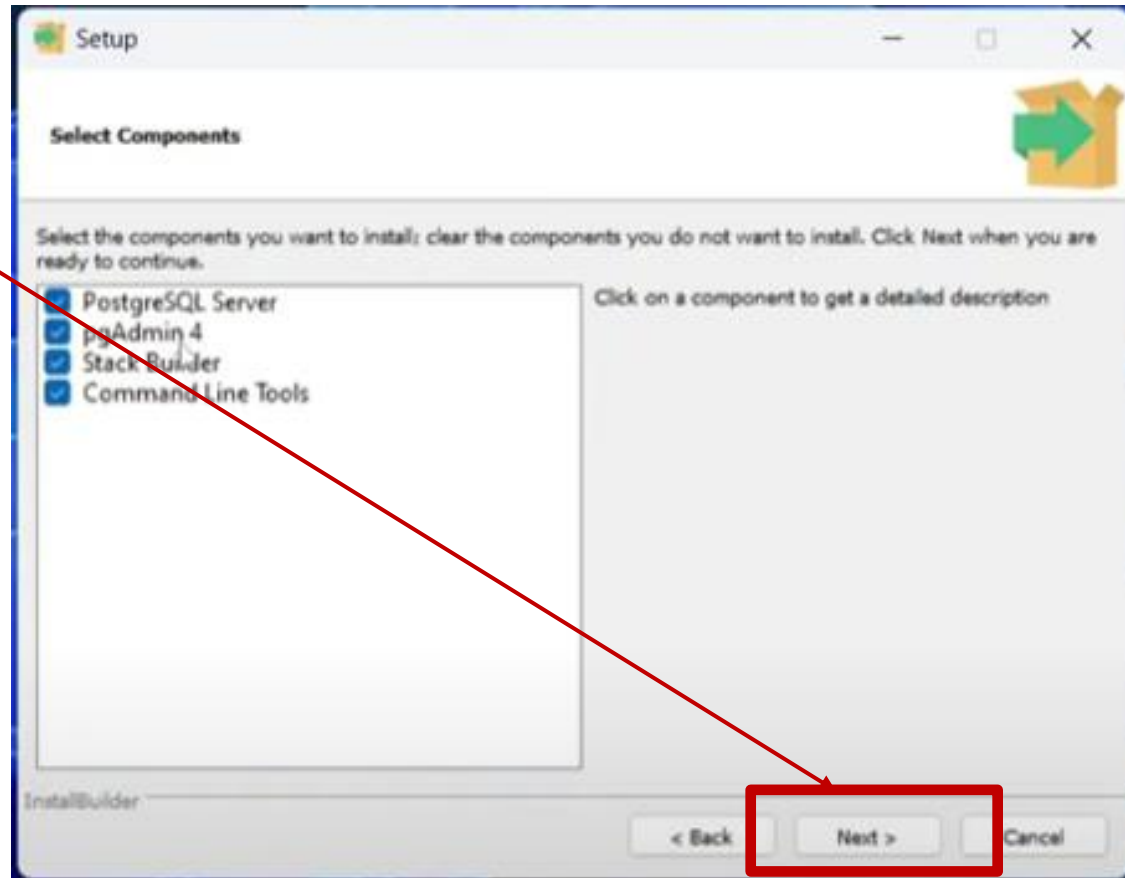 Setup
Select Components
Select the components you want to install; clear the components you do not want to install. Click Next when you are
ready to continue.
PostgreSQL Server
pgAdmin 4
Stack Builder
Command Line Tools
Click on a component to get a detailed description
InstallBuilder
< Back
Next >
Cancel